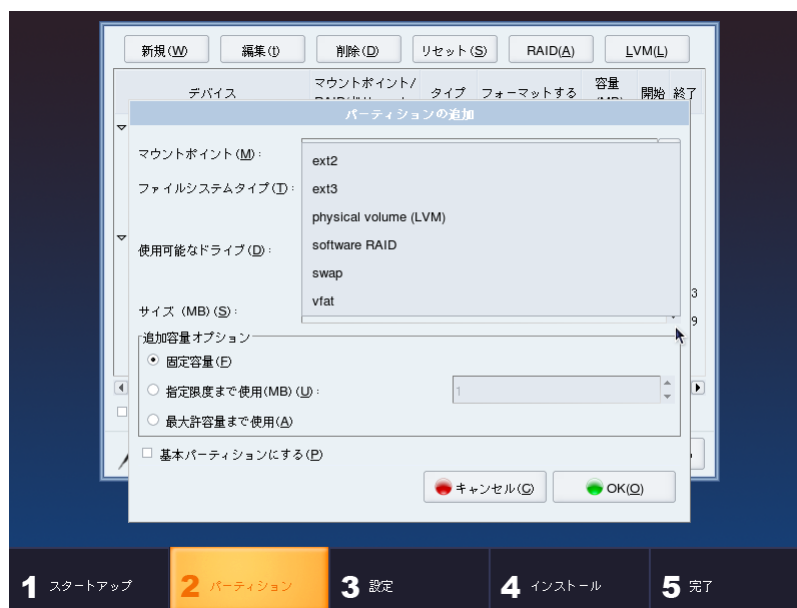 新規(W) 編集(I) 削除(D) リセット(S) RAID(A) LVM(L)
デバイス マウントポイント/ タイプ フォーマットする 容量 開始 終了
パーティションの追加
マウントポイント(M):
ファイルシステムタイプ(T):
ext2
ext3
physical volume (LVM)
software RAID
swap
vfat
使用可能なドライブ(D):
サイズ (MB)(S):
3
9
追加容量オプション
固定容量(F)
指定限度まで使用(MB)(U): 1
最大許容量まで使用(A)
基本パーティションにする(P)
キャンセル(C) OK(O)
1 スタートアップ 2 パーティション 3 設定 4 インストール 5 完了